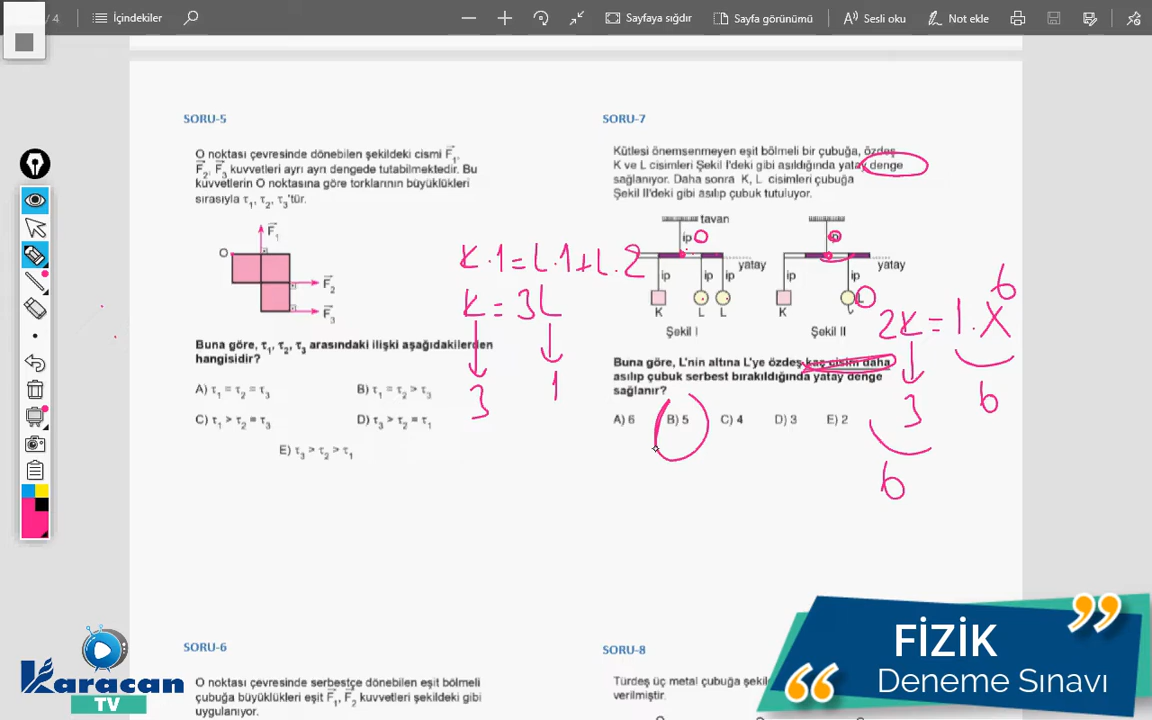 / 4
İçindekiler
Sayfaya sığdır
Sayfa görünümü
Sesli oku
Not ekle
SORU-5
O noktası çevresinde dönebilen şekildeki cismi F₁,
F₂, F₃ kuvvetleri ayrı ayrı dengede tutabilmektedir. Bu
kuvvetlerin O noktasına göre torklarının büyüklükleri
sırasıyla τ₁, τ₂, τ₃'tür.
F₁
O
F₂
F₃
Buna göre, τ₁, τ₂, τ₃ arasındaki ilişki aşağıdakilerden
hangisidir?
A) τ₁ = τ₂ = τ₃
B) τ₁ = τ₂ > τ₃
C) τ₁ > τ₂ = τ₃
D) τ₃ > τ₂ = τ₁
E) τ₃ > τ₂ > τ₁
K.1=L.1+L.2
K = 3L
3
1
SORU-7
Kütlesi önemsenmeyen eşit bölmeli bir çubuğa, özdeş
K ve L cisimleri Şekil I'deki gibi asıldığında yatay denge
sağlanıyor. Daha sonra K, L cisimleri çubuğa
Şekil II'deki gibi asılıp çubuk tutuluyor.
tavan
ip
ip
yatay
yatay
ip
ip
ip
ip
ip
K
L
L
K
L
Şekil I
Şekil II
6
2K = 1.X
3
6
6
Buna göre, L'nin altına L'ye özdeş kaç cisim daha
asılıp çubuk serbest bırakıldığında yatay denge
sağlanır?
A) 6
B) 5
C) 4
D) 3
E) 2
SORU-6
O noktası çevresinde serbestçe dönebilen eşit bölmeli
çubuğa büyüklükleri eşit F₁, F₂ kuvvetleri şekildeki gibi
uygulanıyor.
SORU-8
Türdeş üç metal çubuğa
verilmiştir.
Karacan
TV
FİZİK
Deneme Sınavı